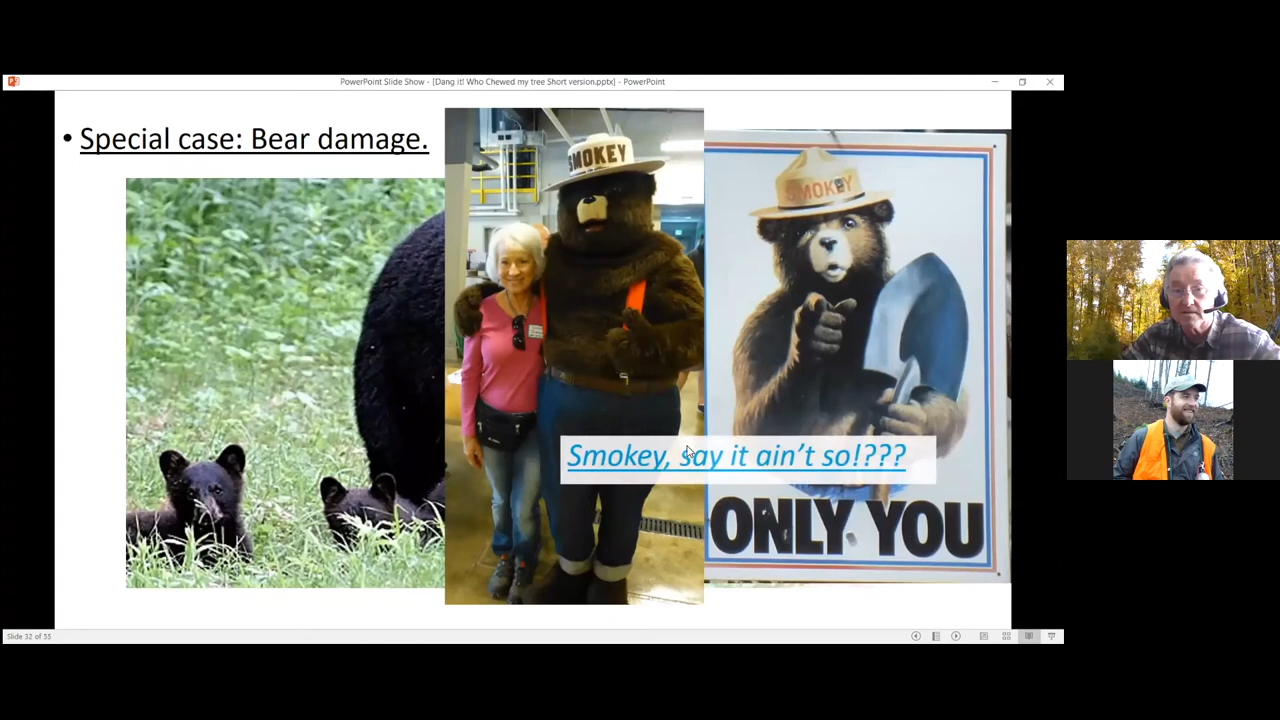 PowerPoint Slide Show - [Dang it! Who Chewed my tree Short version.pptx] - PowerPoint
• Special case: Bear damage.
SMOKEY
SMOKEY
Smokey, say it ain't so!???
ONLY YOU
Slide 32 of 55